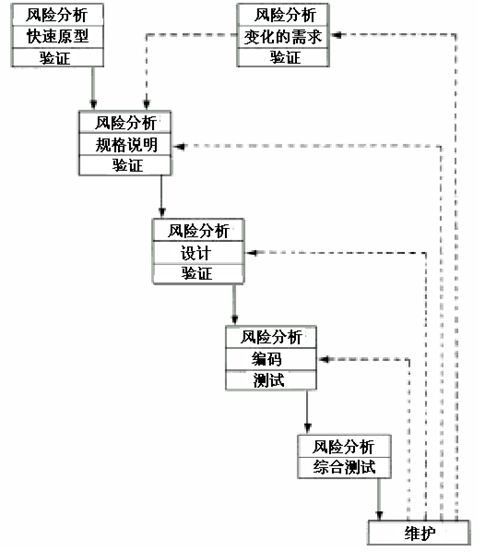 风险分析
快速原型
验证
风险分析
变化的需求
验证
风险分析
规格说明
验证
风险分析
设计
验证
风险分析
编码
测试
风险分析
综合测试
维护